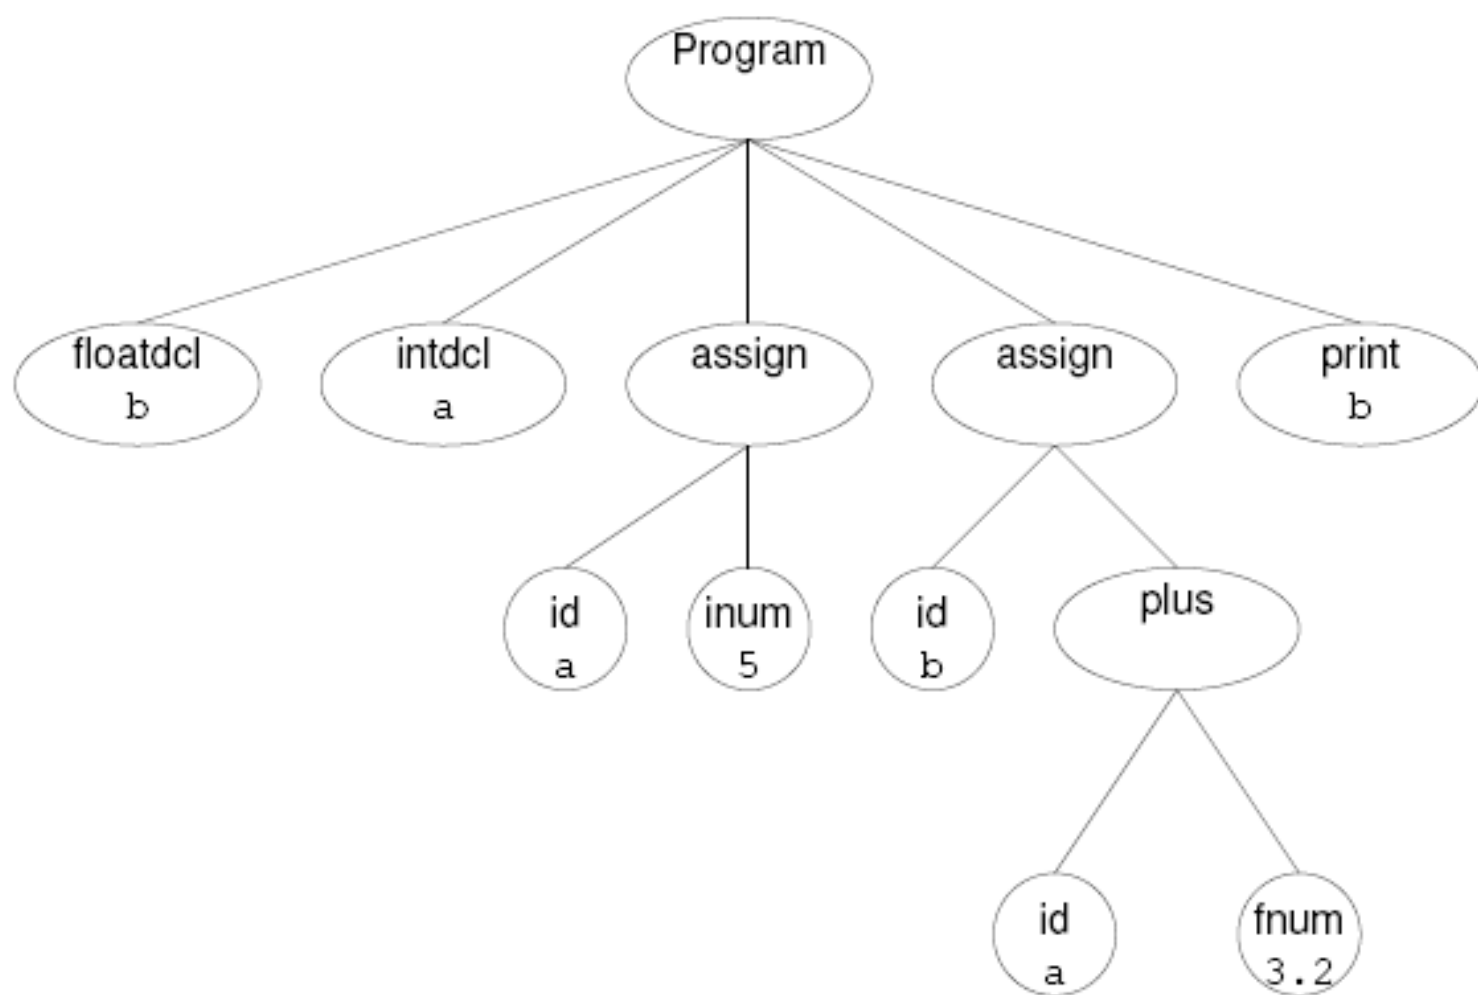 Program
floatdcl
b
intdcl
a
assign
assign
print
b
id
a
inum
5
id
b
plus
id
a
fnum
3.2